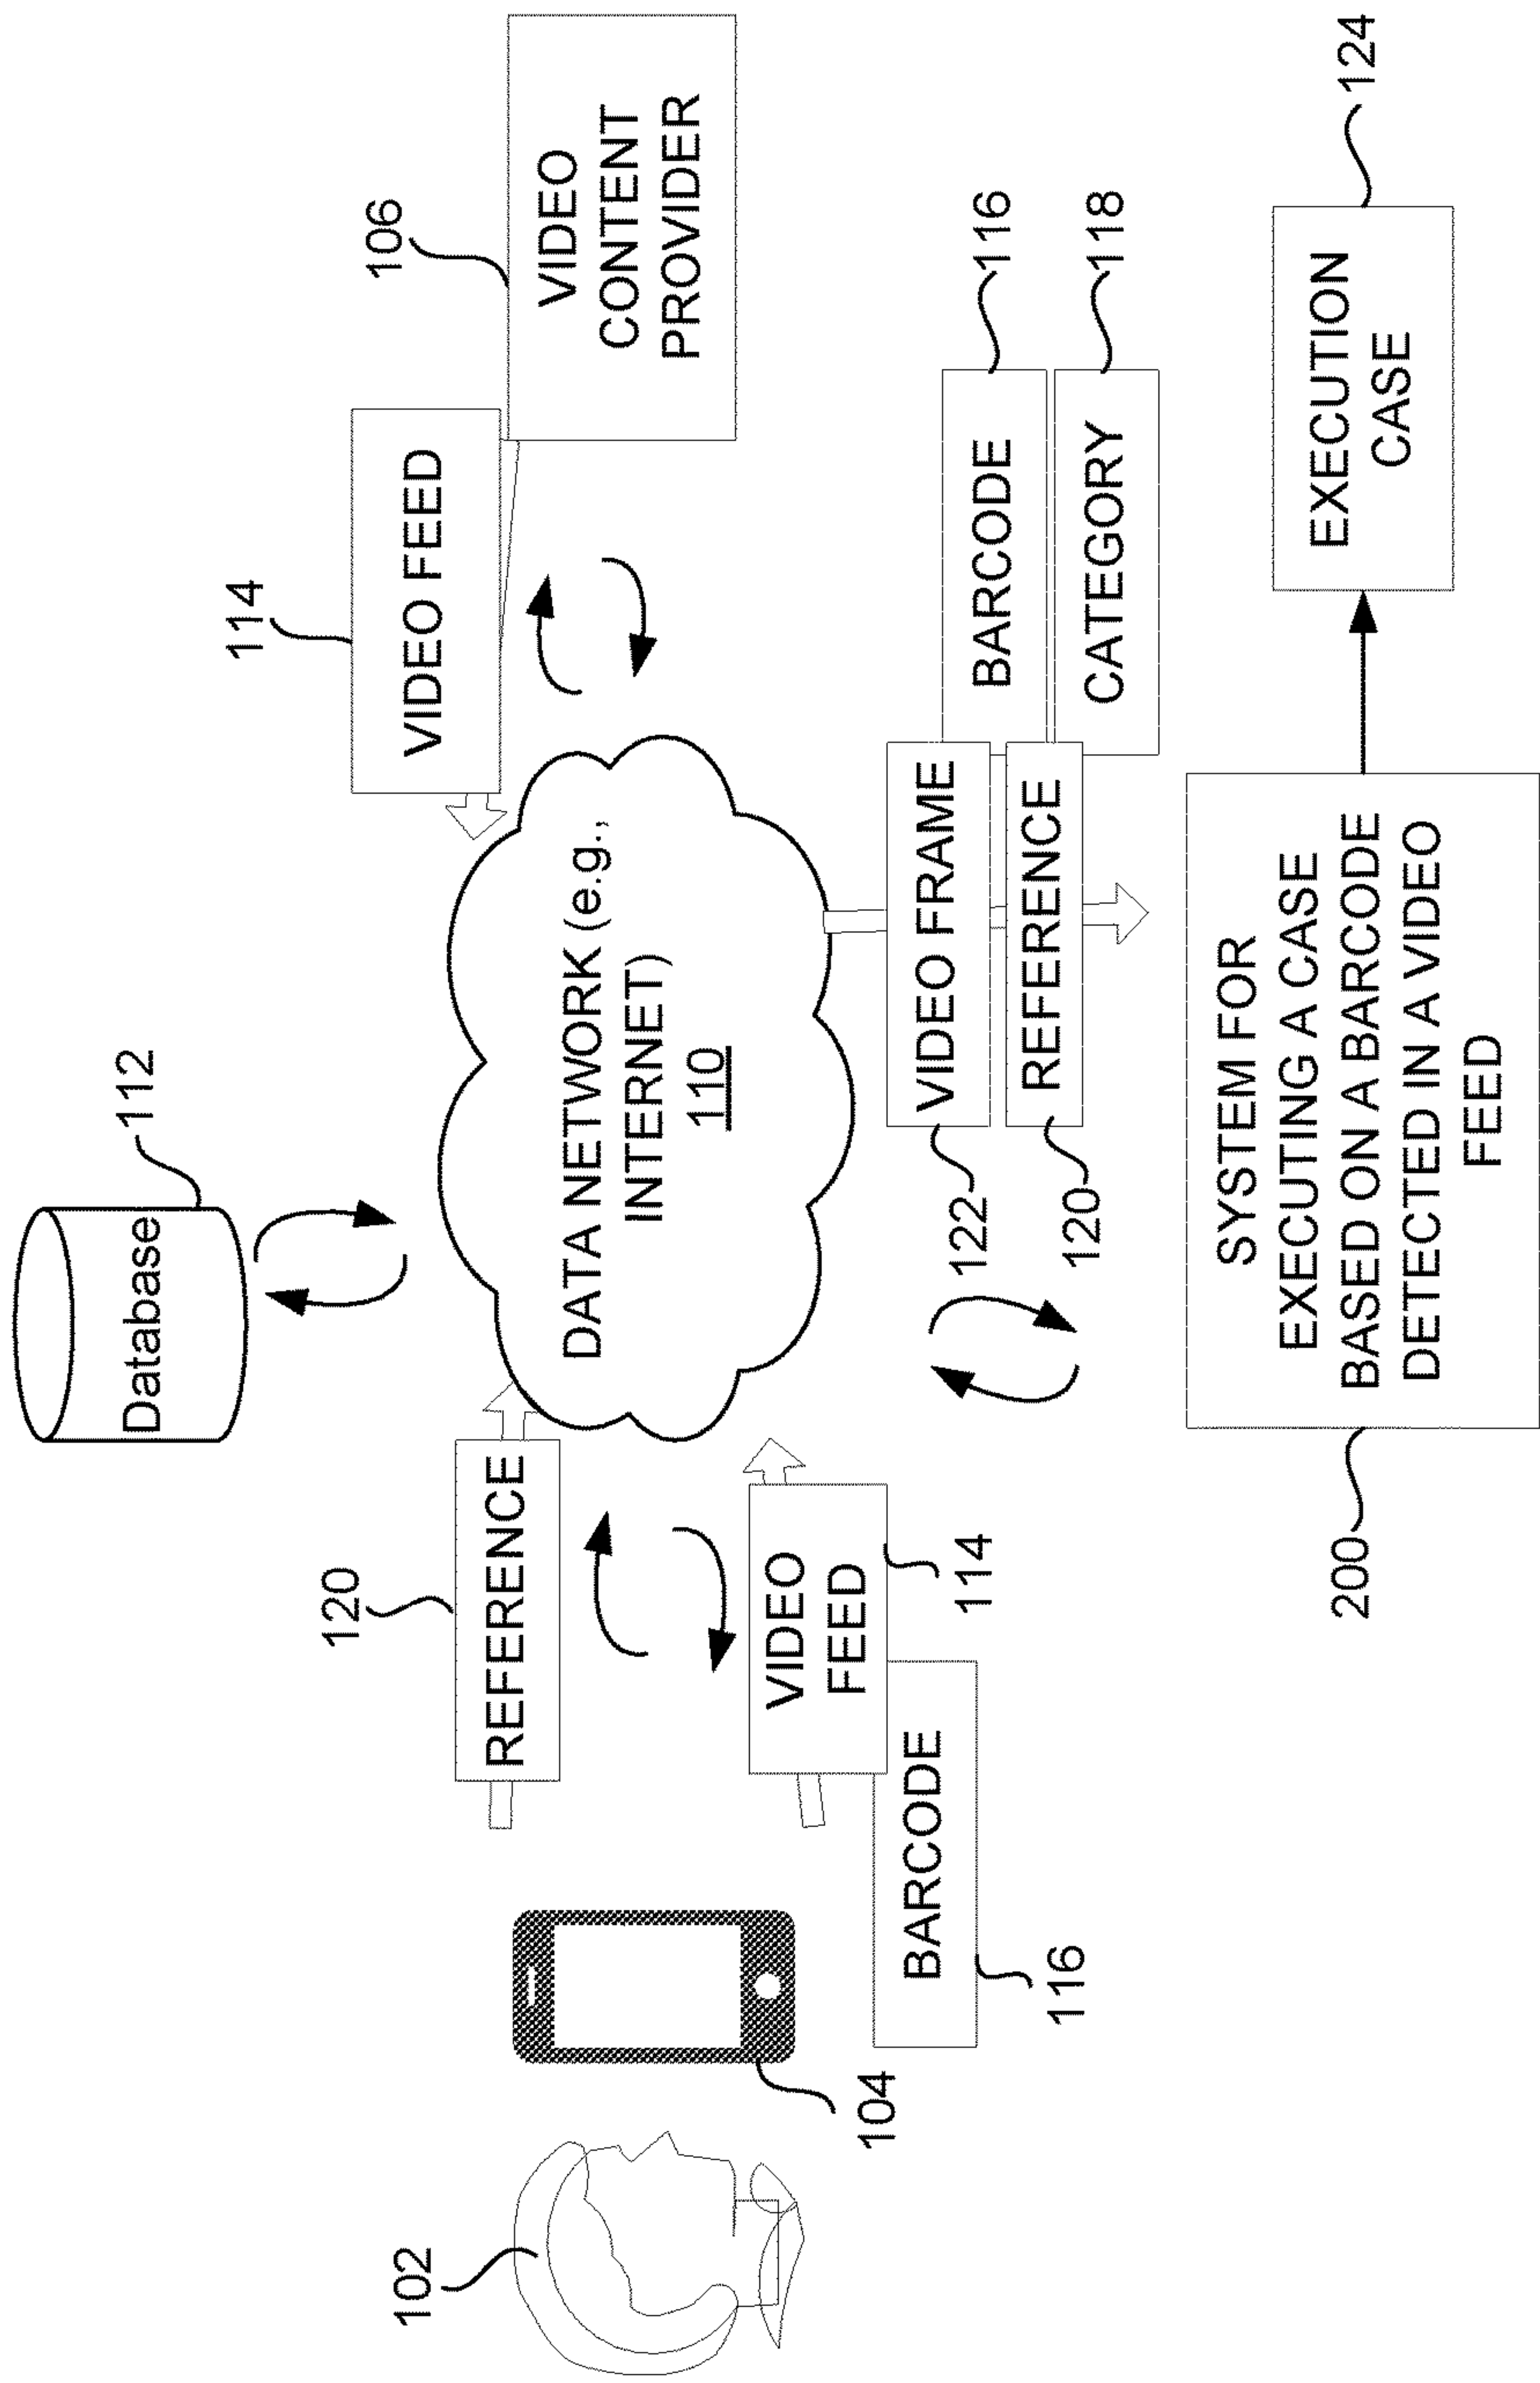 112
Database
114
VIDEO FEED
106
VIDEO
CONTENT
PROVIDER
120
REFERENCE
DATA NETWORK (e.g.,
INTERNET)
110
102
104
VIDEO
FEED
114
BARCODE
116
122
VIDEO FRAME
BARCODE
116
120
REFERENCE
CATEGORY
118
200
SYSTEM FOR
EXECUTING A CASE
BASED ON A BARCODE
DETECTED IN A VIDEO
FEED
EXECUTION
CASE
124